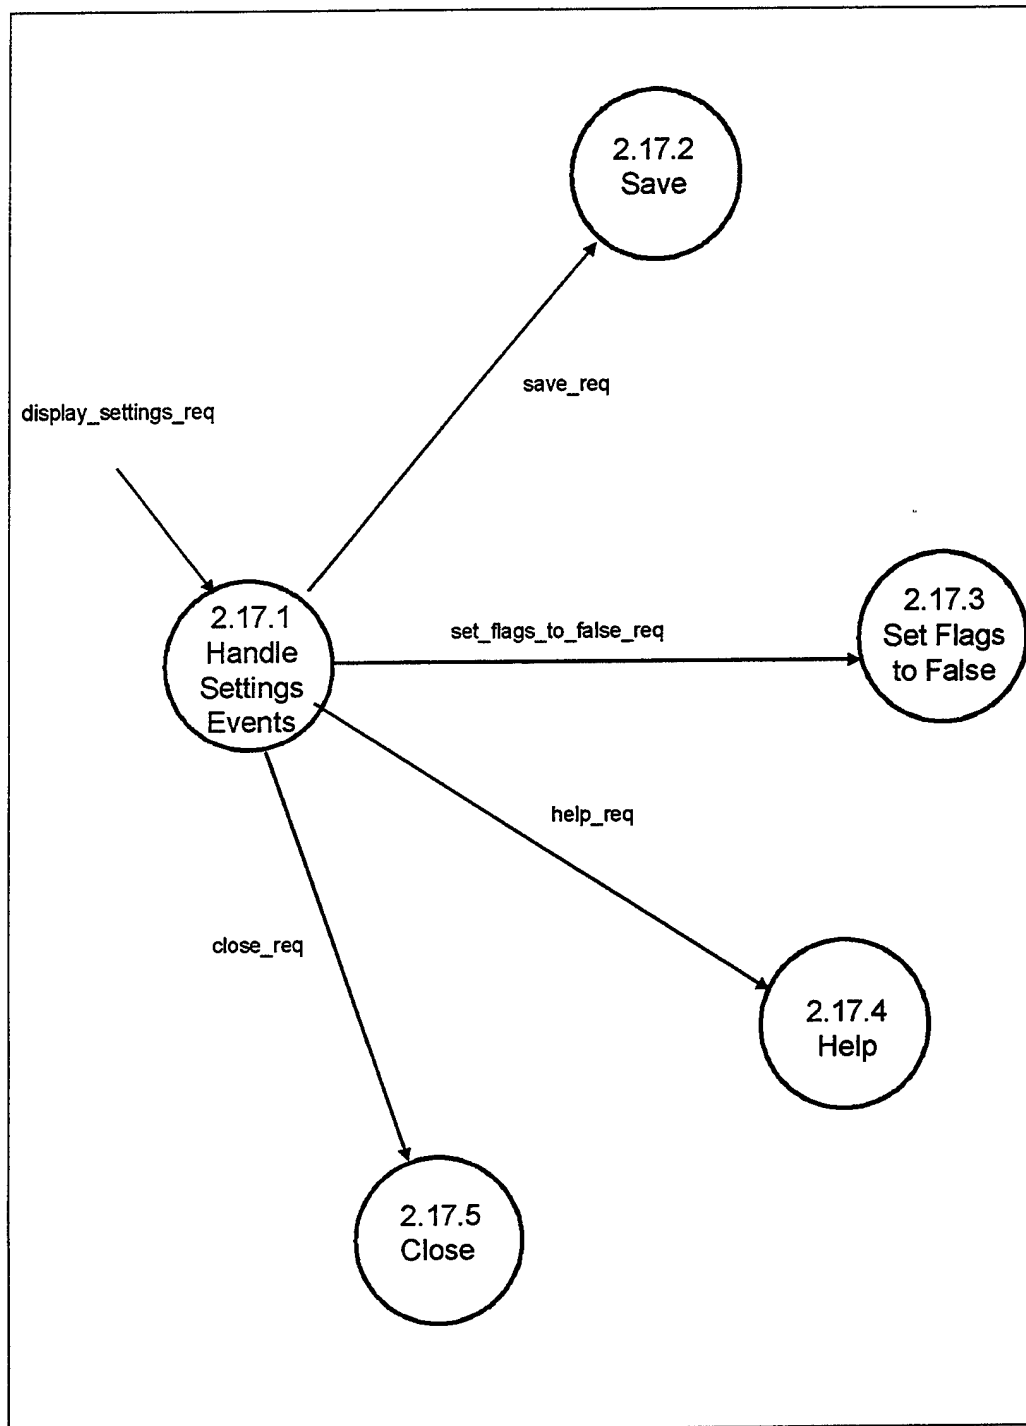 2.17.2
Save
save_req
display_settings_req
2.17.1
Handle
Settings
Events
set_flags_to_false_req
2.17.3
Set Flags
to False
help_req
close_req
2.17.4
Help
2.17.5
Close